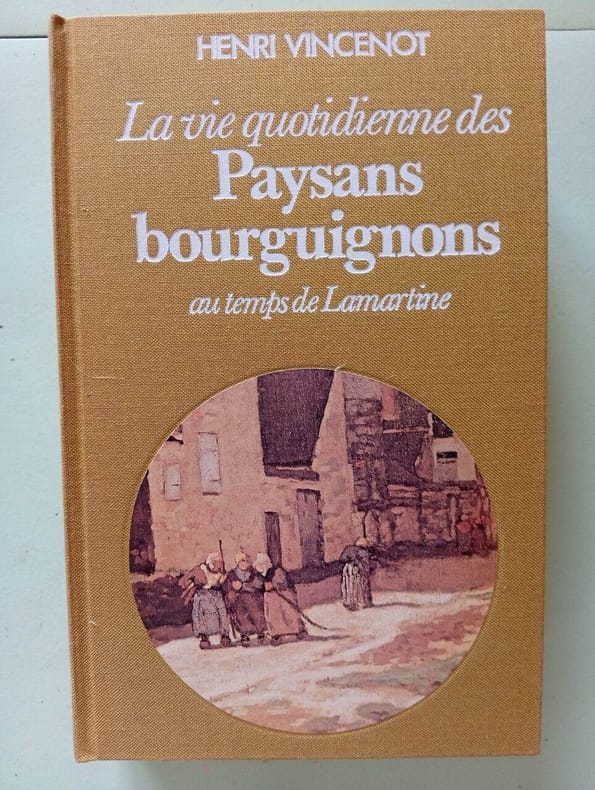 HENRI VINCENOT
La vie quotidienne des
Paysans
bourguignons
au temps de Lamartine